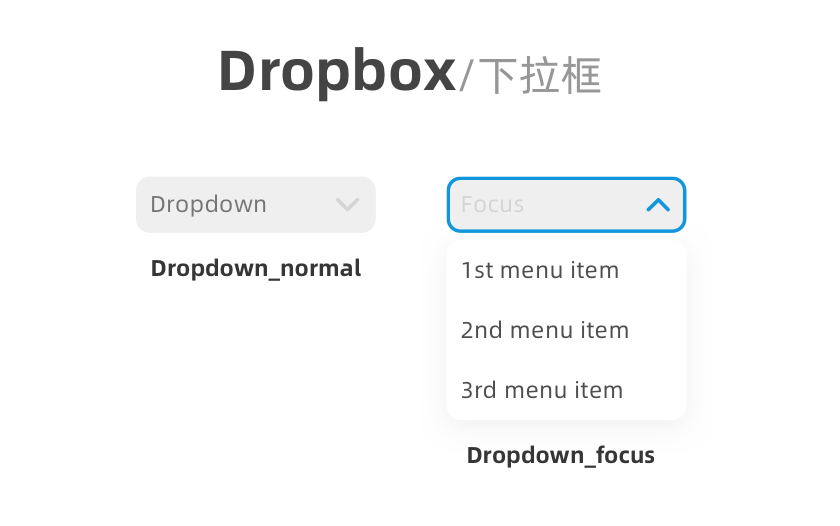 Dropbox/下拉框
Dropdown
Dropdown_normal
Focus
1st menu item
2nd menu item
3rd menu item
Dropdown_focus